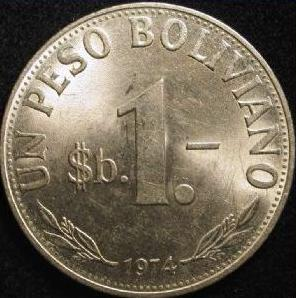 UN PESO BOLIVIANO
$b. 1.-
1974